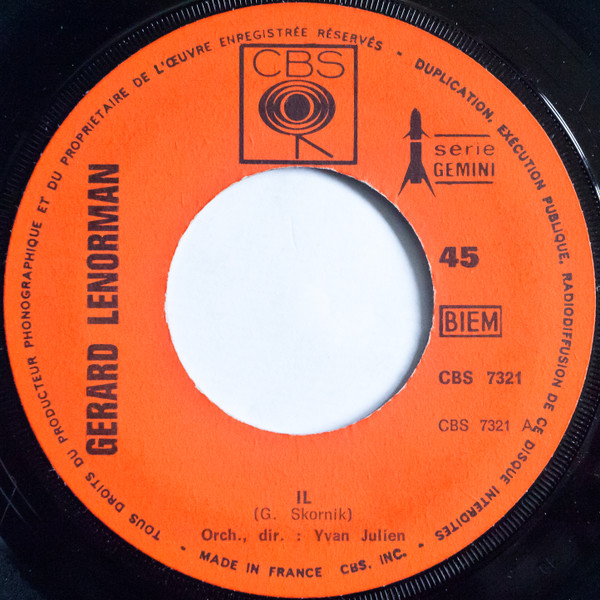 TOUS DROITS DU PRODUCTEUR PHONOGRAPHIQUE ET DU PROPRIETAIRE DE L'ŒUVRE ENREGISTRÉE RÉSERVÉS - DUPLICATION, EXÉCUTION PUBLIQUE, RADIODIFFUSION DE CE DISQUE INTERDITES -
CBS
serie
GEMINI
GERARD LENORMAN
45
BIEM
CBS 7321
CBS 7321 A
IL
(G. Skornik)
Orch., dir. : Yvan Julien
MADE IN FRANCE CBS, INC. -